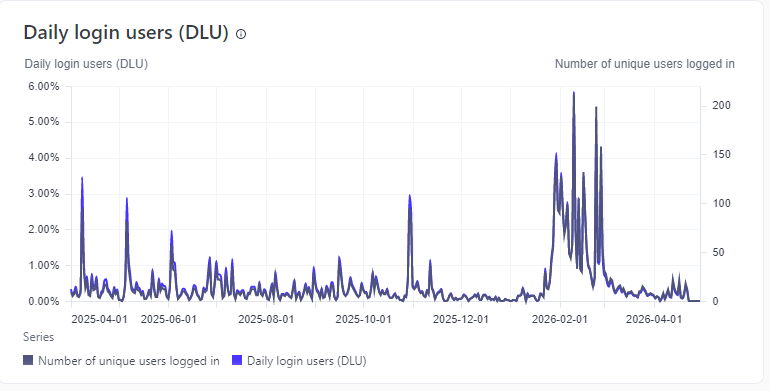 Daily login users (DLU)
Daily login users (DLU) Number of unique users logged in
6.00%
5.00% 200
4.00% 150
3.00%
2.00% 100
1.00% 50
0.00% 0
2025-04-01 2025-06-01 2025-08-01 2025-10-01 2025-12-01 2026-02-01 2026-04-01
Series
Number of unique users logged in Daily login users (DLU)